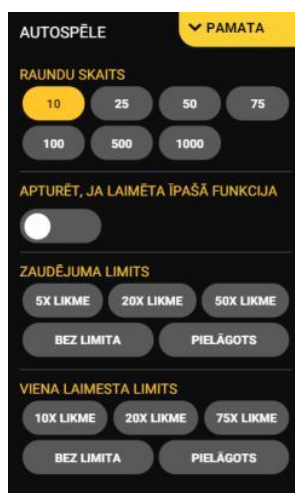 AUTOSPĒLE PAMATA
RAUNDU SKAITS
10 25 50 75
100 500 1000
APTURĒT, JA LAIMĒTA ĪPAŠĀ FUNKCIJA
ZAUDĒJUMA LIMITS
5X LIKME 20X LIKME 50X LIKME
BEZ LIMITA PIELĀGOTS
VIENA LAIMESTA LIMITS
10X LIKME 20X LIKME 75X LIKME
BEZ LIMITA PIELĀGOTS